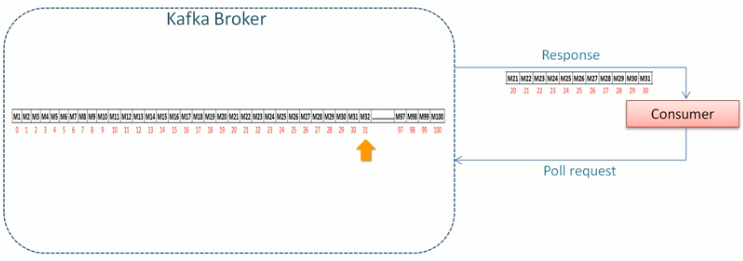 Kafka Broker
Response
M21 M22 M23 M24 M25 M26 M27 M28 M29 M30 M31
20 21 22 23 24 25 26 27 28 29 30
Consumer
M1 M2 M3 M4 M5 M6 M7 M8 M9 M10 M11 M12 M13 M14 M15 M16 M17 M18 M19 M20 M21 M22 M23 M24 M25 M26 M27 M28 M29 M30 M31 M32 ............ M97 M98 M99 M100
0 1 2 3 4 5 6 7 8 9 10 11 12 13 14 15 16 17 18 19 20 21 22 23 24 25 26 27 28 29 30 31 97 98 99 100
Poll request